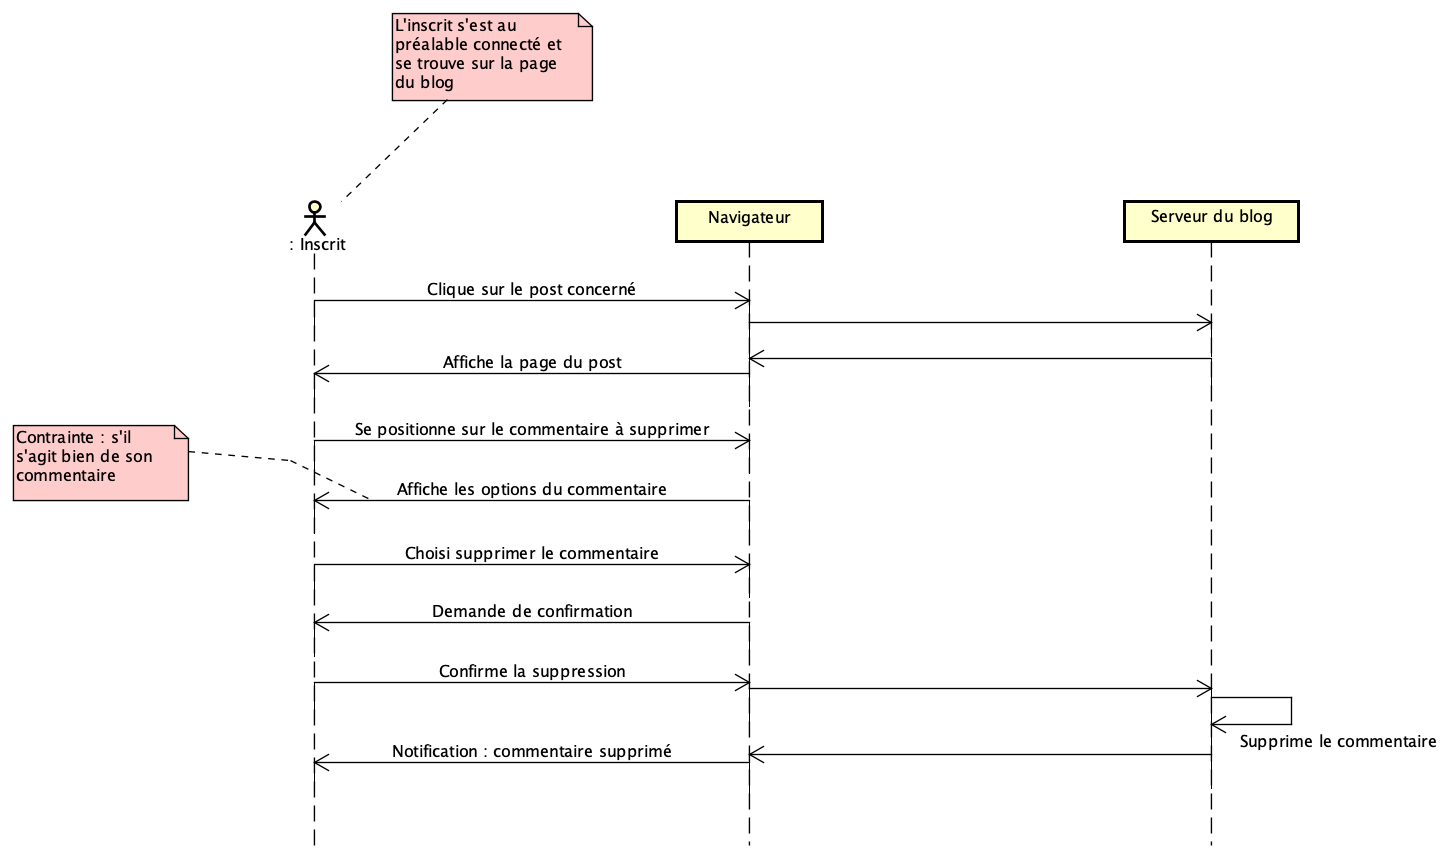 L'inscrit s'est au
préalable connecté et
se trouve sur la page
du blog
: Inscrit
Navigateur
Serveur du blog
Clique sur le post concerné
Affiche la page du post
Se positionne sur le commentaire à supprimer
Contrainte : s'il
s'agit bien de son
commentaire
Affiche les options du commentaire
Choisi supprimer le commentaire
Demande de confirmation
Confirme la suppression
Supprime le commentaire
Notification : commentaire supprimé